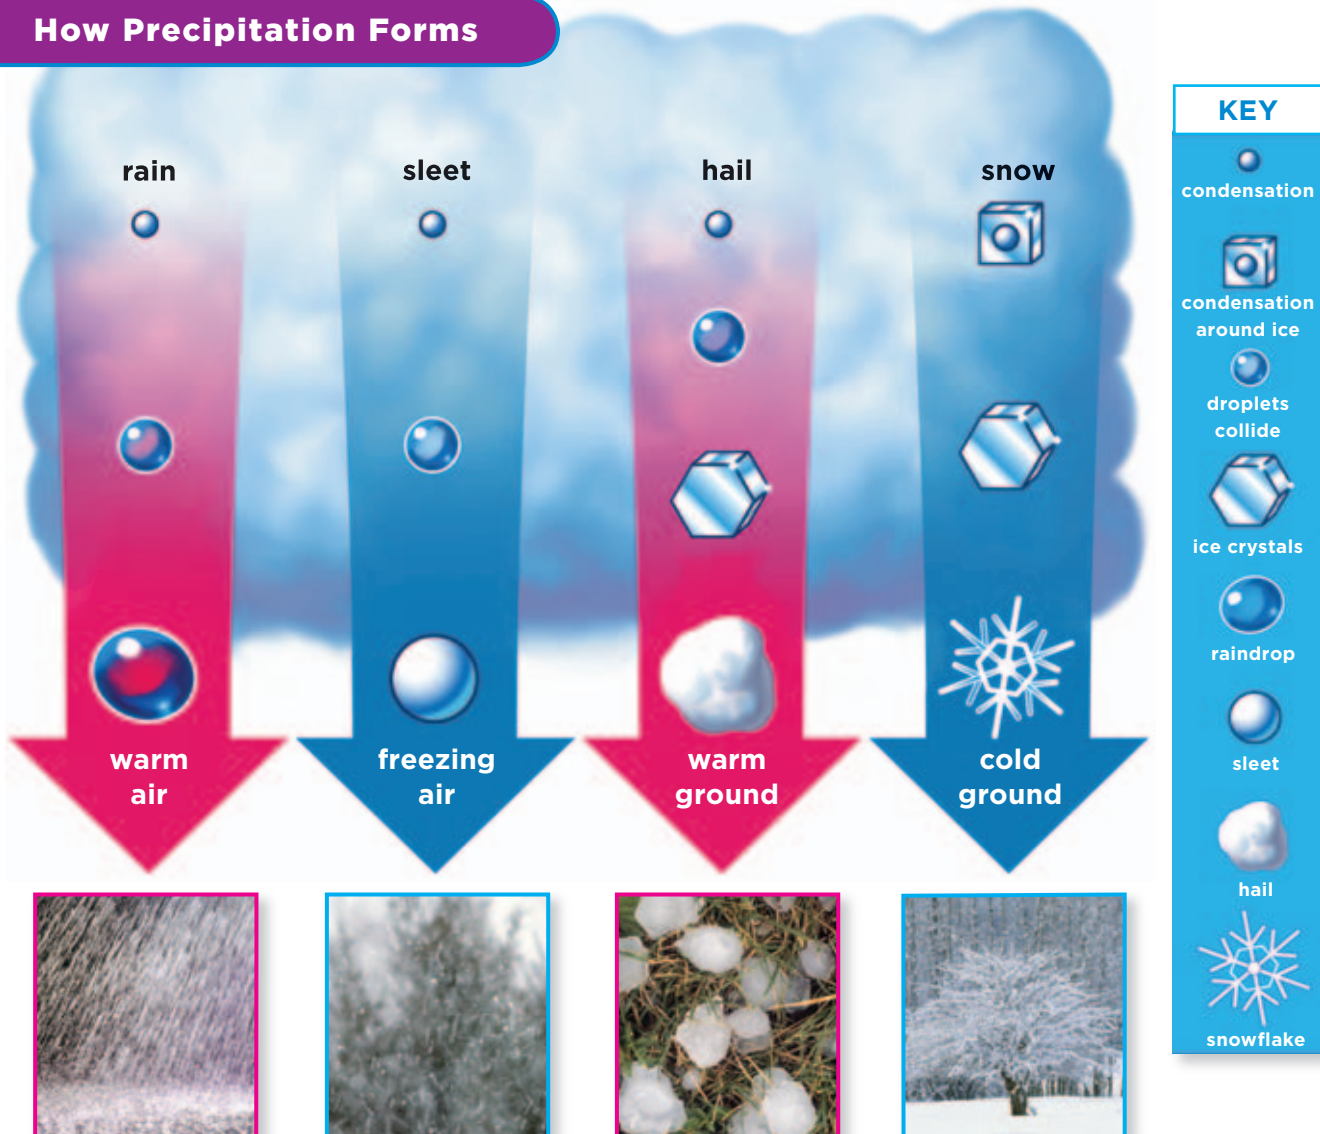 How Precipitation Forms
rain
sleet
hail
snow
warm
air
freezing
air
warm
ground
cold
ground
KEY
condensation
condensation
around ice
droplets
collide
ice crystals
raindrop
sleet
hail
snowflake